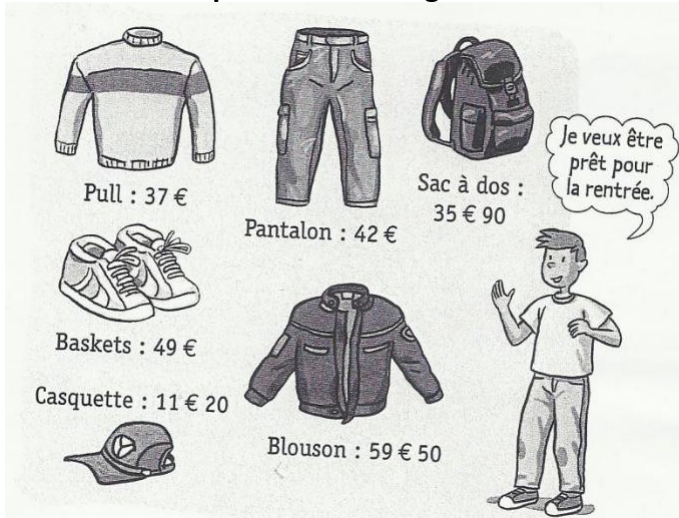 Pull : 37 €
Pantalon : 42 €
Sac à dos :
35 € 90
Je veux être
prêt pour
la rentrée.
Baskets : 49 €
Casquette : 11 € 20
Blouson : 59 € 50